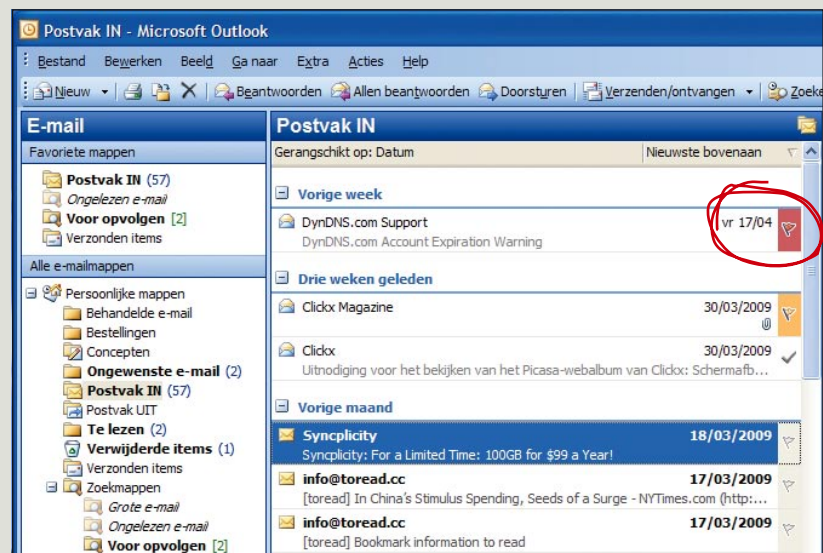 Postvak IN - Microsoft Outlook
Bestand Bewerken Beeld Ga naar Extra Acties Help
Nieuw Beantwoorden Allen beantwoorden Doorsturen Verzenden/ontvangen Zoeke
E-mail
Favoriete mappen
Postvak IN (57)
Ongelezen e-mail
Voor opvolgen [2]
Verzonden items
Alle e-mailmappen
Persoonlijke mappen
Behandelde e-mail
Bestellingen
Concepten
Ongewenste e-mail (2)
Postvak IN (57)
Postvak UIT
Te lezen (2)
Verwijderde items (1)
Verzonden items
Zoekmappen
Grote e-mail
Ongelezen e-mail
Voor opvolgen [2]
Postvak IN
Gerangschikt op: Datum Nieuwste bovenaan
Vorige week
DynDNS.com Support vr 17/04
DynDNS.com Account Expiration Warning
Drie weken geleden
Clickx Magazine 30/03/2009
Clickx 30/03/2009
Uitnodiging voor het bekijken van het Picasa-webalbum van Clickx: Schermafb...
Vorige maand
Syncplicity 18/03/2009
Syncplicity: For a Limited Time: 100GB for $99 a Year!
info@toread.cc 17/03/2009
[toread] In China's Stimulus Spending, Seeds of a Surge - NYTimes.com (http:...
info@toread.cc 17/03/2009
[toread] Bookmark information to read